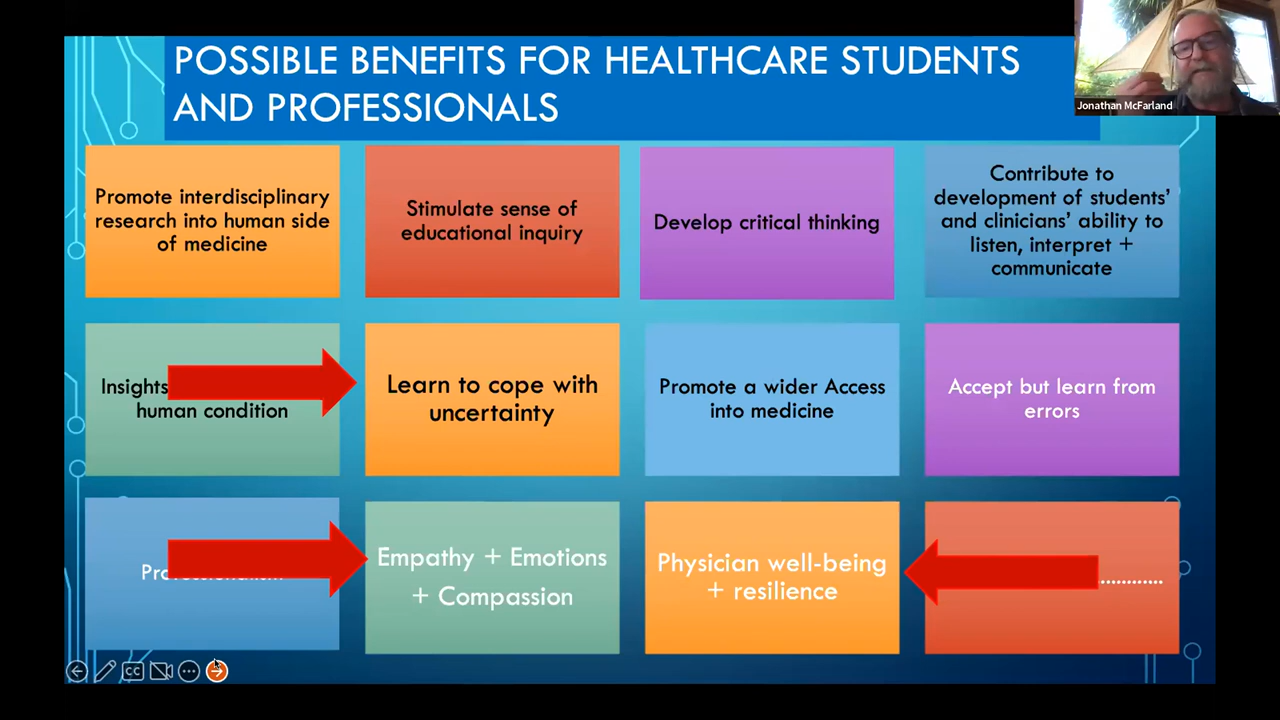 POSSIBLE BENEFITS FOR HEALTHCARE STUDENTS
AND PROFESSIONALS
Jonathan McFarland
Promote interdisciplinary
research into human side
of medicine
Stimulate sense of
educational inquiry
Develop critical thinking
Contribute to
development of students'
and clinicians' ability to
listen, interpret +
communicate
Insights
human condition
Learn to cope with
uncertainty
Promote a wider Access
into medicine
Accept but learn from
errors
Empathy + Emotions
+ Compassion
Physician well-being
+ resilience
............
CC